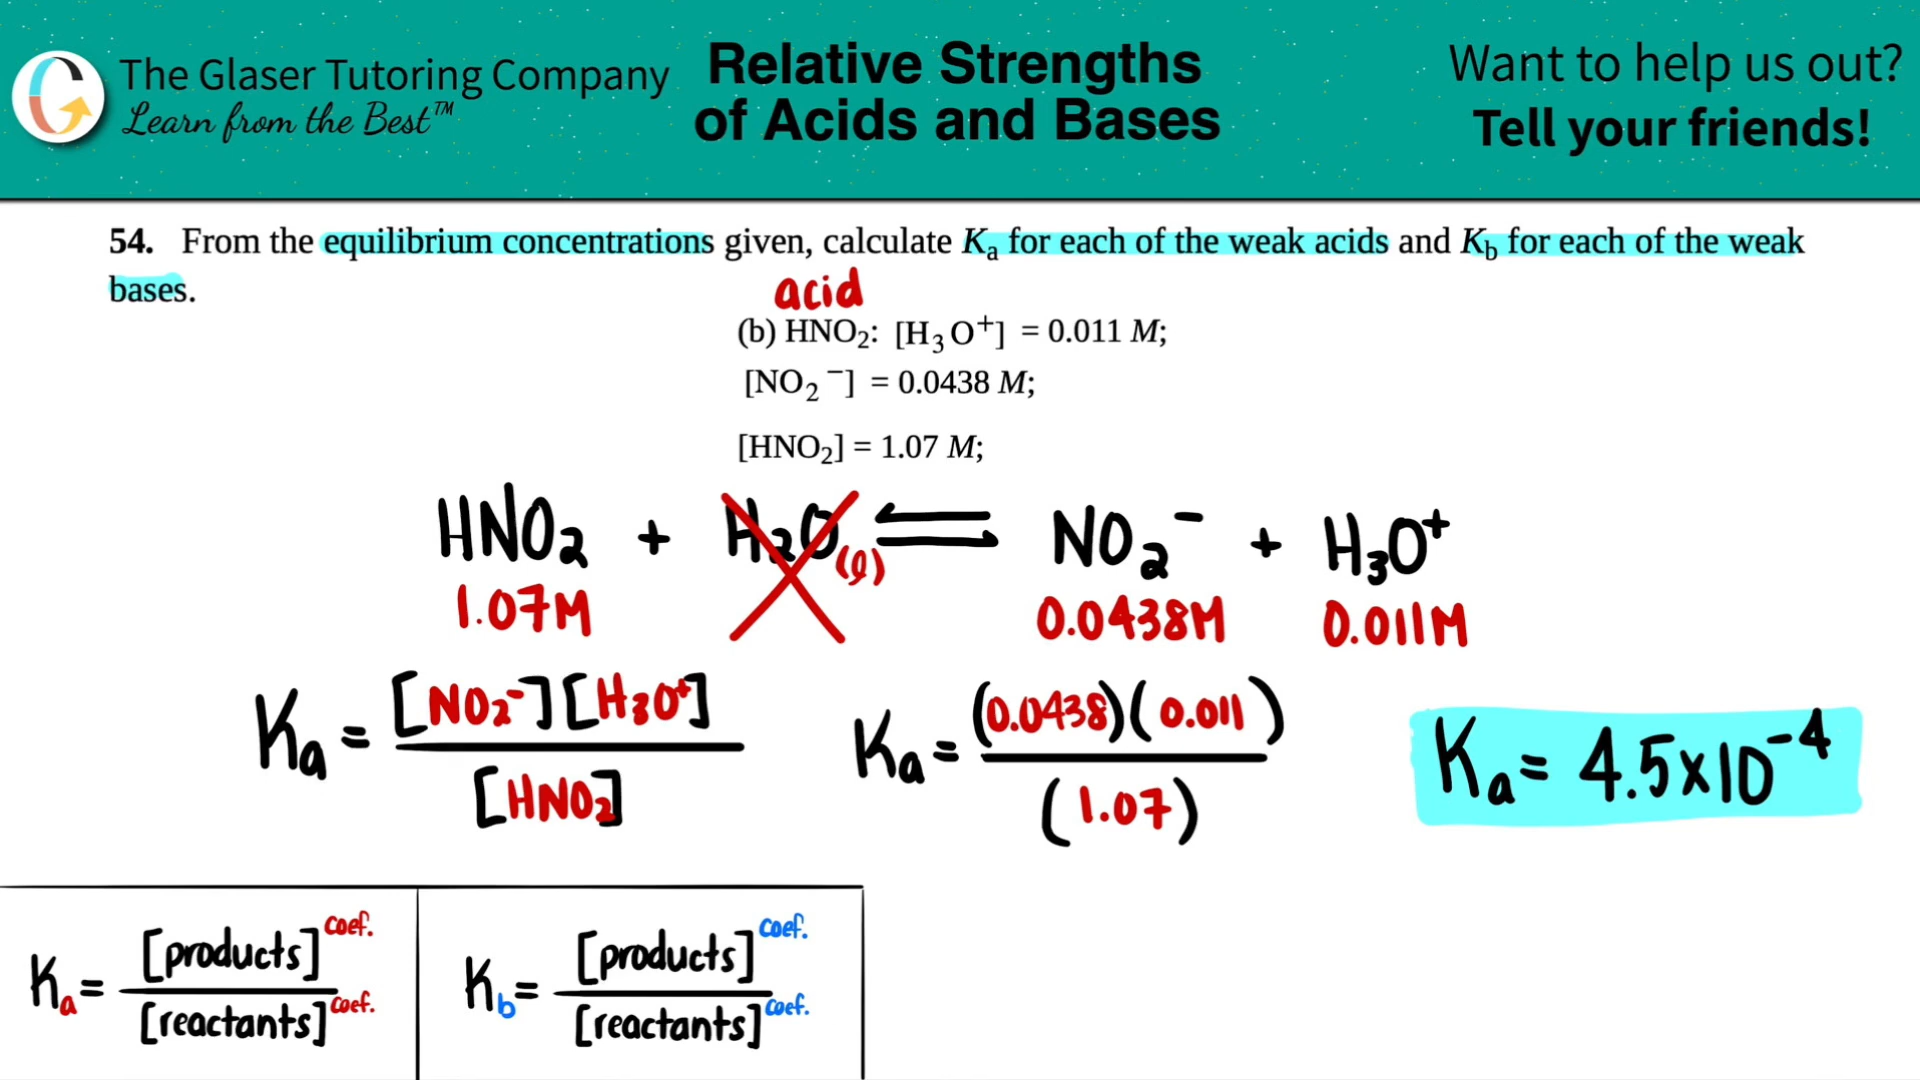 The Glaser Tutoring Company
Learn from the Best™
Relative Strengths
of Acids and Bases
Want to help us out?
Tell your friends!
54. From the equilibrium concentrations given, calculate Kₐ for each of the weak acids and K_b for each of the weak
bases.
acid
(b) HNO₂: [H₃O⁺] = 0.011 M;
[NO₂⁻] = 0.0438 M;
[HNO₂] = 1.07 M;
HNO₂ + H₂O(l) ⇌ NO₂⁻ + H₃O⁺
1.07M 0.0438M 0.011M
Kₐ = [NO₂⁻][H₃O⁺] / [HNO₂]
Kₐ = (0.0438)(0.011) / (1.07)
Kₐ = 4.5x10⁻⁴
Kₐ = [products]^coef. / [reactants]^coef.
K_b = [products]^coef. / [reactants]^coef.